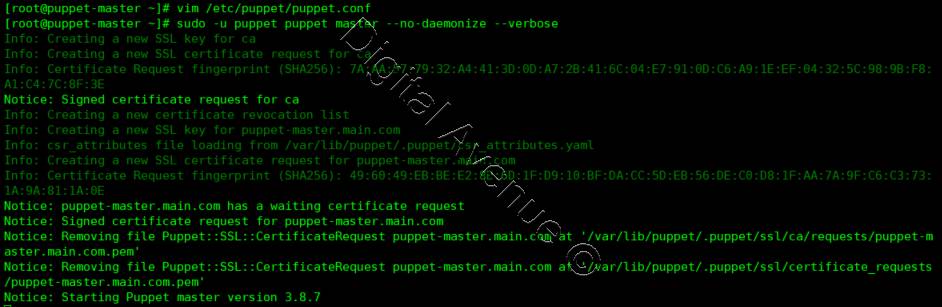 [root@puppet-master ~]# vim /etc/puppet/puppet.conf
[root@puppet-master ~]# sudo -u puppet puppet master --no-daemonize --verbose
Info: Creating a new SSL key for ca
Info: Creating a new SSL certificate request for ca
Info: Certificate Request fingerprint (SHA256): :79:32:A4:41:3D:0D:A7:2B:41:6C:04:E7:91:0D:C6:A9:1E:EF:04:32:5C:98:9B:F8:
A1:C4:7C:8F:3E
Notice: Signed certificate request for ca
Info: Creating a new certificate revocation list
Info: Creating a new SSL key for puppet-master.main.com
Info: csr_attributes file loading from /var/lib/puppet/.puppet/csr_attributes.yaml
Info: Creating a new SSL certificate request for puppet-master.main.com
Info: Certificate Request fingerprint (SHA256): 49:60:49:EB:BE:E2: :1F:D9:10:BF:DA:CC:5D:EB:56:DE:C0:D8:1F:AA:7A:9F:C6:C3:73:
1A:9A:81:1A:0E
Notice: puppet-master.main.com has a waiting certificate request
Notice: Signed certificate request for puppet-master.main.com
Notice: Removing file Puppet::SSL::CertificateRequest puppet-master.main.com at '/var/lib/puppet/.puppet/ssl/ca/requests/puppet-m
aster.main.com.pem'
Notice: Removing file Puppet::SSL::CertificateRequest puppet-master.main.com at '/var/lib/puppet/.puppet/ssl/certificate_requests
/puppet-master.main.com.pem'
Notice: Starting Puppet master version 3.8.7
Digital Avenue ©